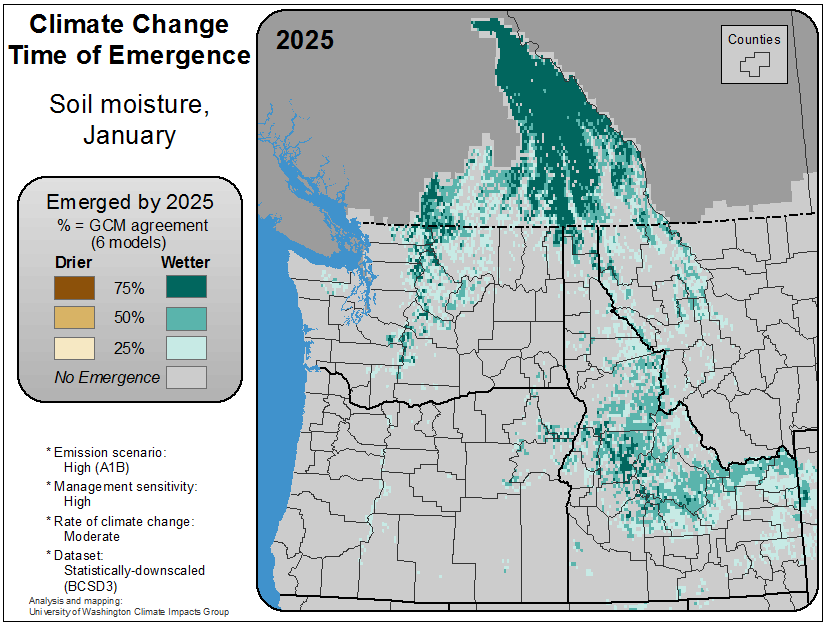 Climate Change
Time of Emergence
Soil moisture,
January
Emerged by 2025
% = GCM agreement
(6 models)
Drier Wetter
75%
50%
25%
No Emergence
* Emission scenario:
High (A1B)
* Management sensitivity:
High
* Rate of climate change:
Moderate
* Dataset:
Statistically-downscaled
(BCSD3)
Analysis and mapping:
University of Washington Climate Impacts Group
2025
Counties